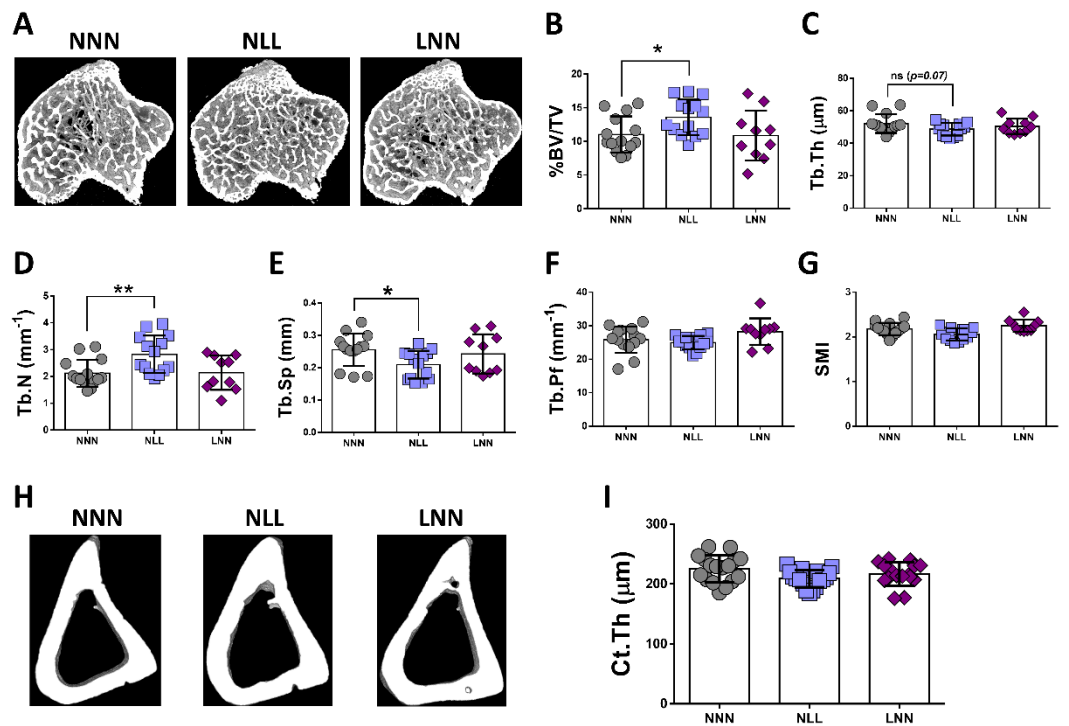 A
NNN NLL LNN
B
*
%BV/TV
20
15
10
5
0
NNN NLL LNN
C
ns (p=0.07)
Tb.Th (μm)
80
60
40
20
0
NNN NLL LNN
D
**
Tb.N (mm⁻¹)
5
4
3
2
1
0
NNN NLL LNN
E
*
Tb.Sp (mm)
0.4
0.3
0.2
0.1
0.0
NNN NLL LNN
F
Tb.Pf (mm⁻¹)
40
30
20
10
0
NNN NLL LNN
G
SMI
3
2
1
0
NNN NLL LNN
H
NNN NLL LNN
I
Ct.Th (μm)
300
200
100
0
NNN NLL LNN